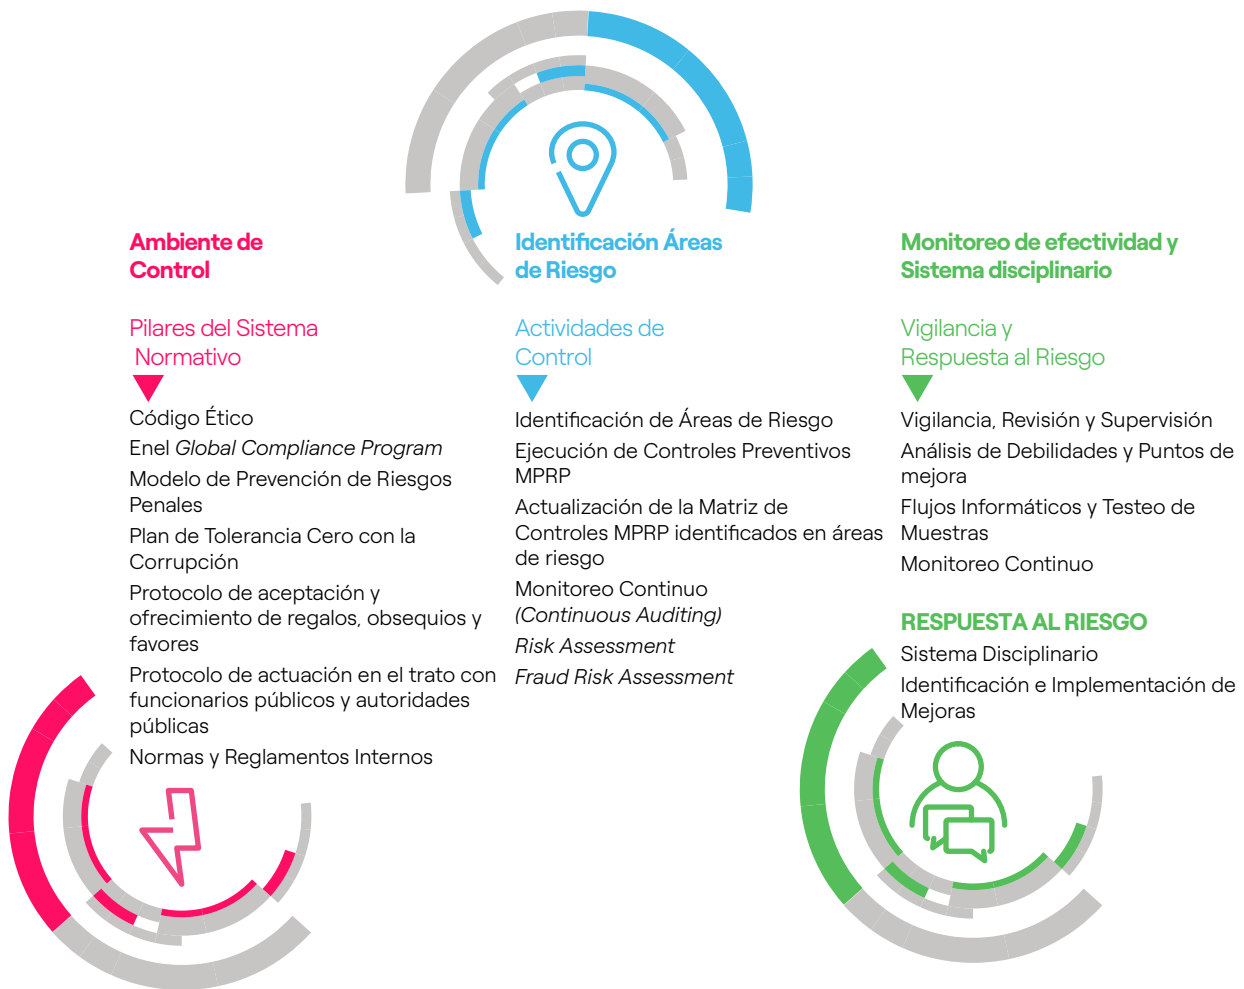 Ambiente de
Control
Pilares del Sistema
Normativo
Código Ético
Enel Global Compliance Program
Modelo de Prevención de Riesgos
Penales
Plan de Tolerancia Cero con la
Corrupción
Protocolo de aceptación y
ofrecimiento de regalos, obsequios y
favores
Protocolo de actuación en el trato con
funcionarios públicos y autoridades
públicas
Normas y Reglamentos Internos
Identificación Áreas
de Riesgo
Actividades de
Control
Identificación de Áreas de Riesgo
Ejecución de Controles Preventivos
MPRP
Actualización de la Matriz de
Controles MPRP identificados en áreas
de riesgo
Monitoreo Continuo
(Continuous Auditing)
Risk Assessment
Fraud Risk Assessment
Monitoreo de efectividad y
Sistema disciplinario
Vigilancia y
Respuesta al Riesgo
Vigilancia, Revisión y Supervisión
Análisis de Debilidades y Puntos de
mejora
Flujos Informáticos y Testeo de
Muestras
Monitoreo Continuo
RESPUESTA AL RIESGO
Sistema Disciplinario
Identificación e Implementación de
Mejoras